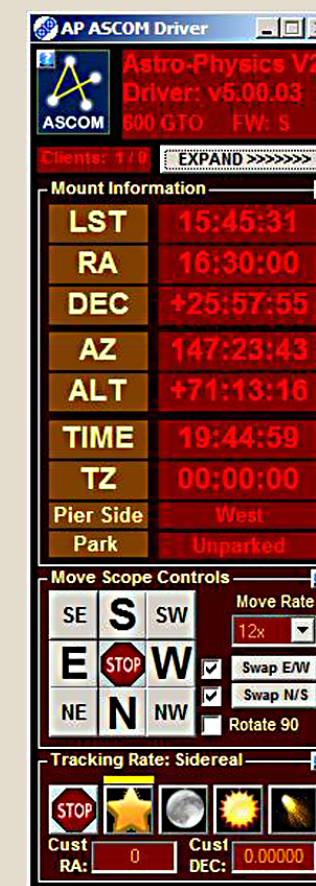 AP ASCOM Driver
Astro-Physics V2
Driver: v5.00.03
ASCOM
600 GTO FW: S
Clients: 1 / 0 EXPAND >>>>>>>
Mount Information
LST 15:45:31
RA 16:30:00
DEC +25:57:55
AZ 147:23:43
ALT +71:13:16
TIME 19:44:59
TZ 00:00:00
Pier Side West
Park Unparked
Move Scope Controls
SE S SW Move Rate
12x
E STOP W Swap E/W
Swap N/S
NE N NW Rotate 90
Tracking Rate: Sidereal
STOP
Cust RA: 0 Cust DEC: 0.00000